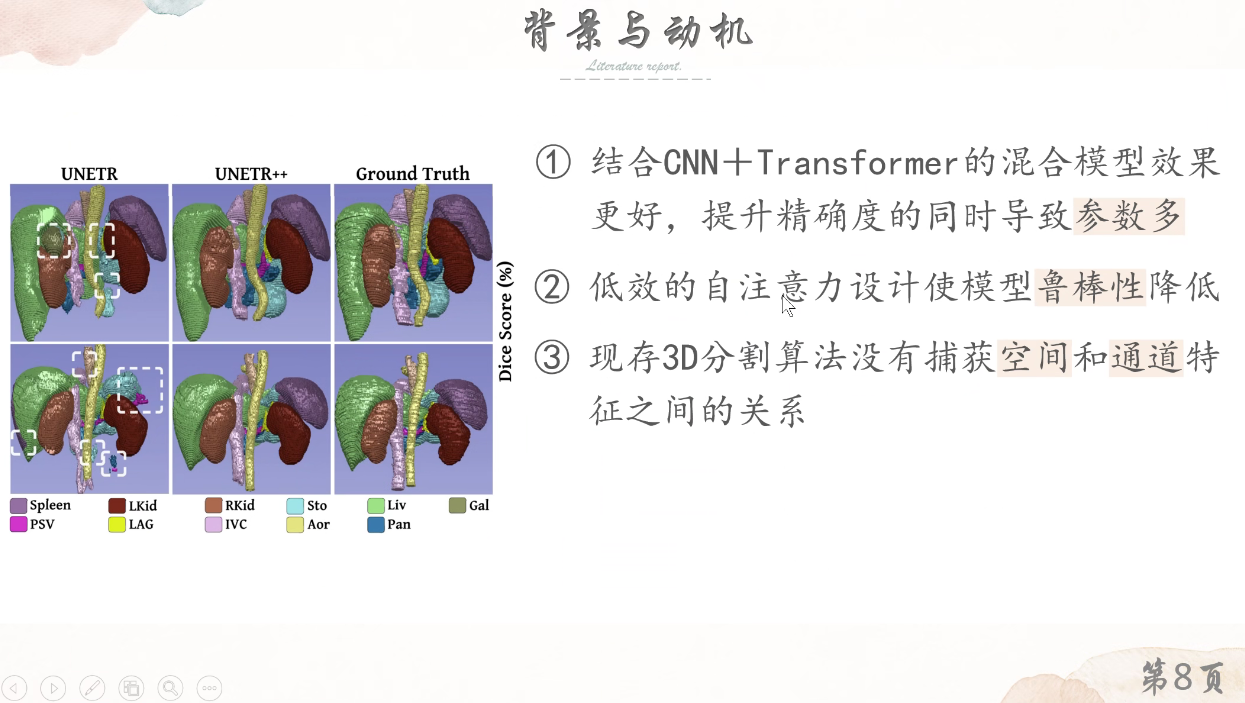 背景与动机
Literature report.
UNETR UNETR++ Ground Truth
Dice Score (%)
Spleen LKid RKid Sto Liv Gal
PSV LAG IVC Aor Pan
① 结合CNN＋Transformer的混合模型效果
更好，提升精确度的同时导致参数多
② 低效的自注意力设计使模型鲁棒性降低
③ 现存3D分割算法没有捕获空间和通道特
征之间的关系
第8页